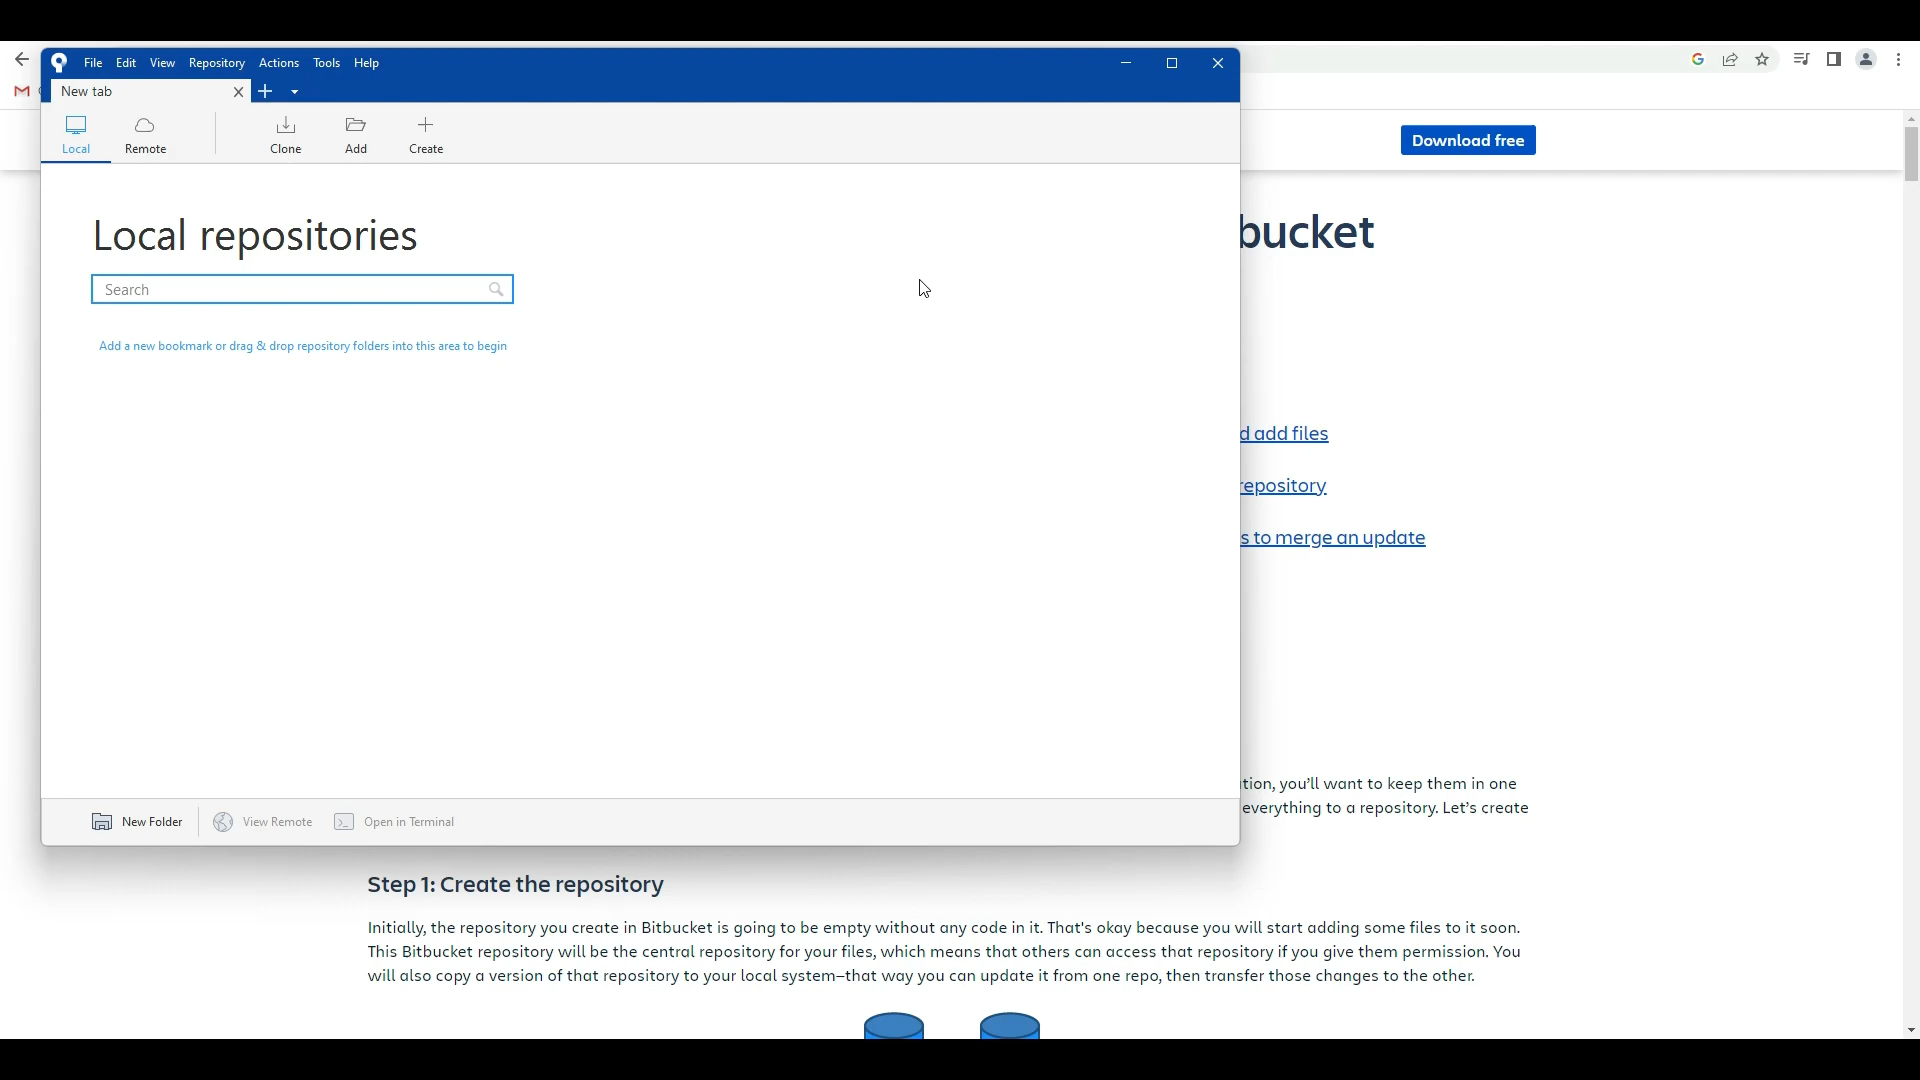 File Edit View Repository Actions Tools Help
New tab
Local Remote Clone Add Create
Download free
Local repositories
bucket
Search
Add a new bookmark or drag & drop repository folders into this area to begin
d add files
repository
s to merge an update
tion, you'll want to keep them in one
everything to a repository. Let's create
New Folder View Remote Open in Terminal
Step 1: Create the repository
Initially, the repository you create in Bitbucket is going to be empty without any code in it. That's okay because you will start adding some files to it soon.
This Bitbucket repository will be the central repository for your files, which means that others can access that repository if you give them permission. You
will also copy a version of that repository to your local system–that way you can update it from one repo, then transfer those changes to the other.